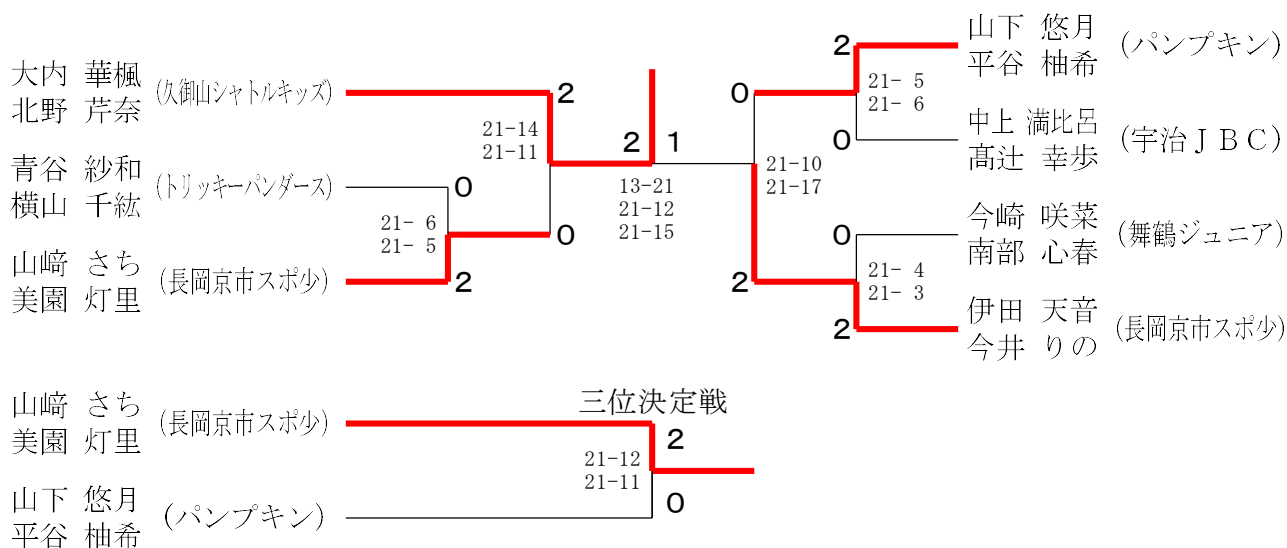 大内 華楓
北野 芹奈
(久御山シャトルキッズ)
2
21-14
21-11
青谷 紗和
横山 千紘
(トリッキーパンダース)
0
21- 6
21- 5
0
山﨑 さち
美園 灯里
(長岡京市スポ少)
2
2 1
13-21
21-12
21-15
山下 悠月
平谷 柚希
(パンプキン)
2
21- 5
21- 6
0
中上 満比呂
髙辻 幸歩
(宇治ＪＢＣ)
0
21-10
21-17
今崎 咲菜
南部 心春
(舞鶴ジュニア)
0
21- 4
21- 3
2
伊田 天音
今井 りの
(長岡京市スポ少)
2
三位決定戦
山﨑 さち
美園 灯里
(長岡京市スポ少)
2
21-12
21-11
0
山下 悠月
平谷 柚希
(パンプキン)